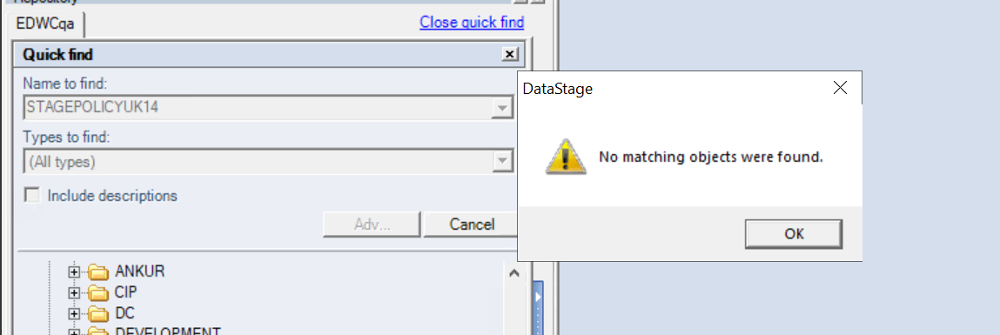 Repository
EDWCqa
Close quick find
Quick find
Name to find:
STAGEPOLICYUK14
Types to find:
(All types)
Include descriptions
Adv...
Cancel
ANKUR
CIP
DC
DEVELOPMENT
DataStage
No matching objects were found.
OK